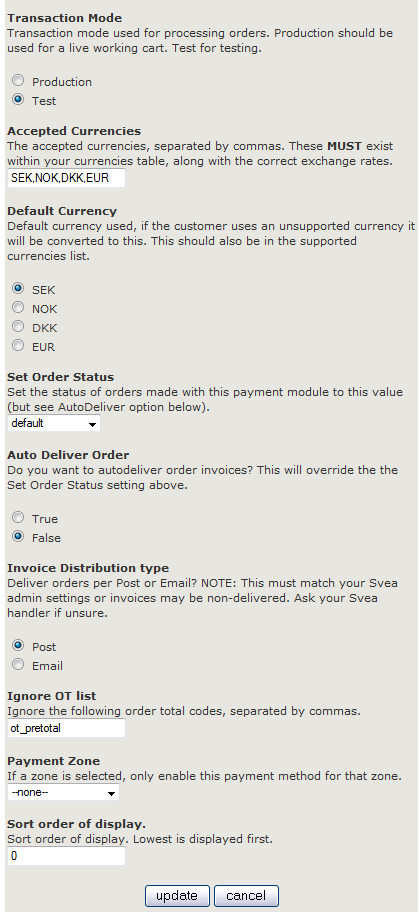 Transaction Mode
Transaction mode used for processing orders. Production should be
used for a live working cart. Test for testing.
Production
Test
Accepted Currencies
The accepted currencies, separated by commas. These MUST exist
within your currencies table, along with the correct exchange rates.
SEK,NOK,DKK,EUR
Default Currency
Default currency used, if the customer uses an unsupported currency it
will be converted to this. This should also be in the supported
currencies list.
SEK
NOK
DKK
EUR
Set Order Status
Set the status of orders made with this payment module to this value
(but see AutoDeliver option below).
default
Auto Deliver Order
Do you want to autodeliver order invoices? This will override the the
Set Order Status setting above.
True
False
Invoice Distribution type
Deliver orders per Post or Email? NOTE: This must match your Svea
admin settings or invoices may be non-delivered. Ask your Svea
handler if unsure.
Post
Email
Ignore OT list
Ignore the following order total codes, separated by commas.
ot_pretotal
Payment Zone
If a zone is selected, only enable this payment method for that zone.
--none--
Sort order of display.
Sort order of display. Lowest is displayed first.
0
update cancel